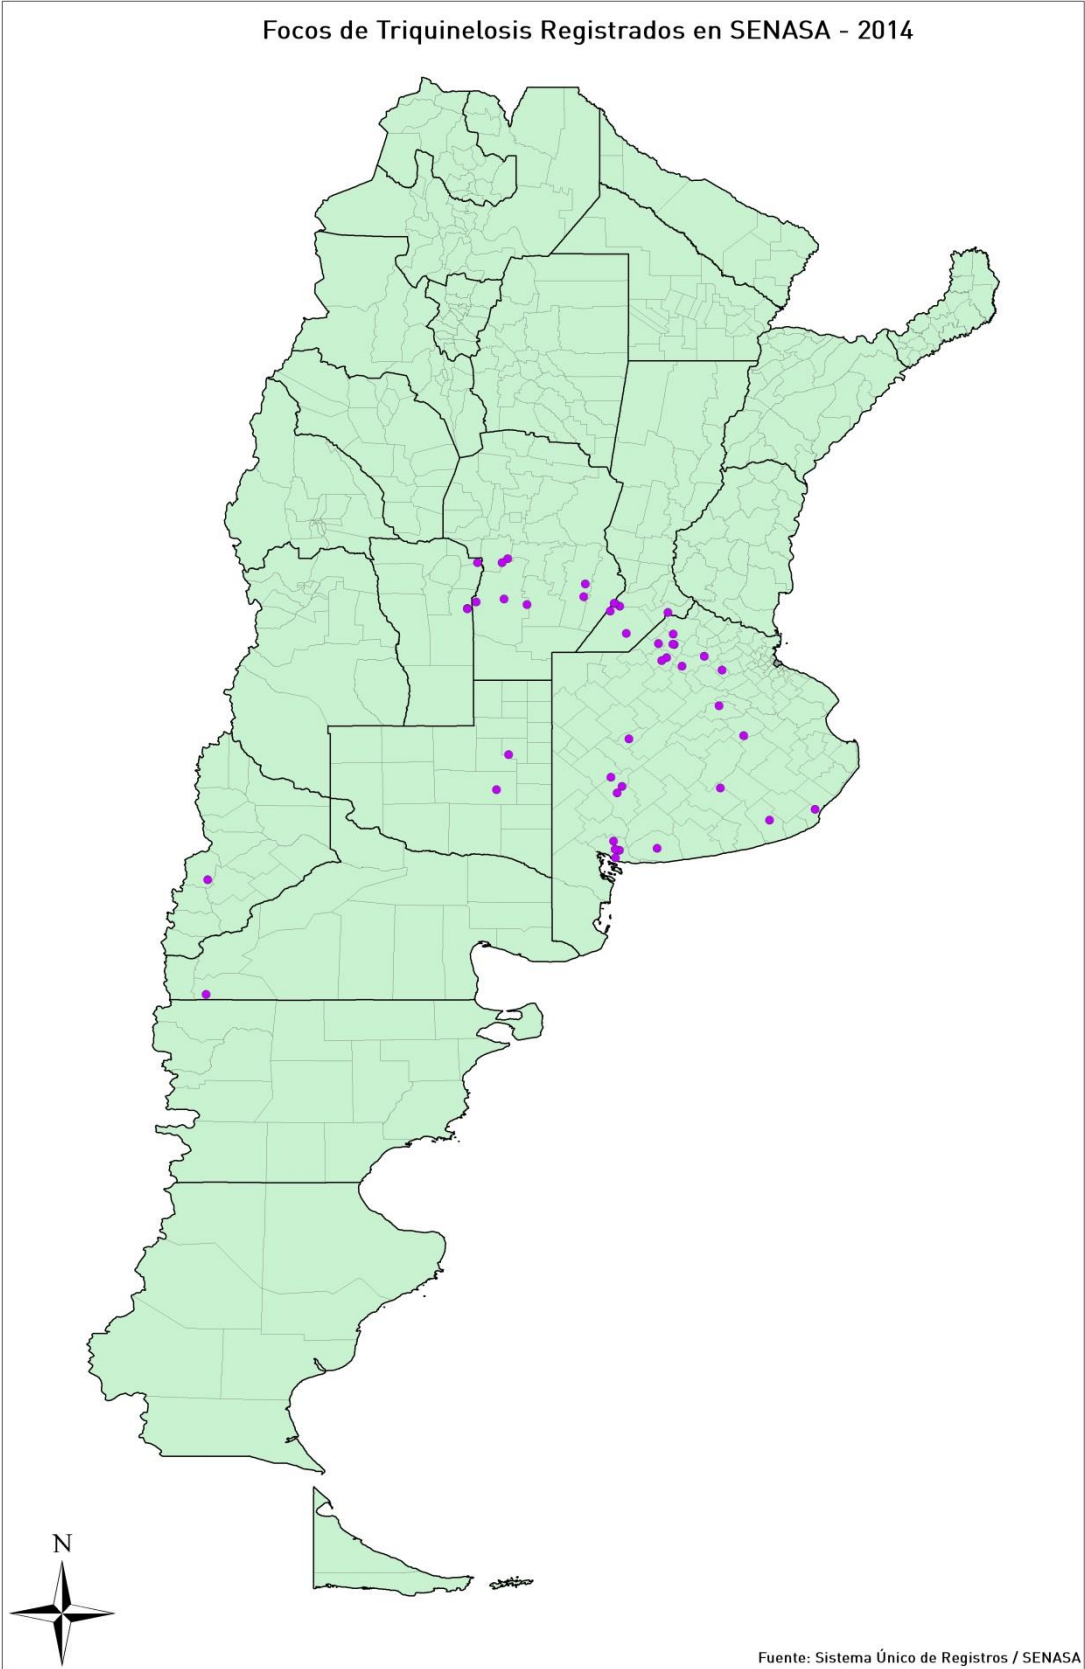 Focos de Triquinelosis Registrados en SENASA - 2014
N
Fuente: Sistema Único de Registros / SENASA